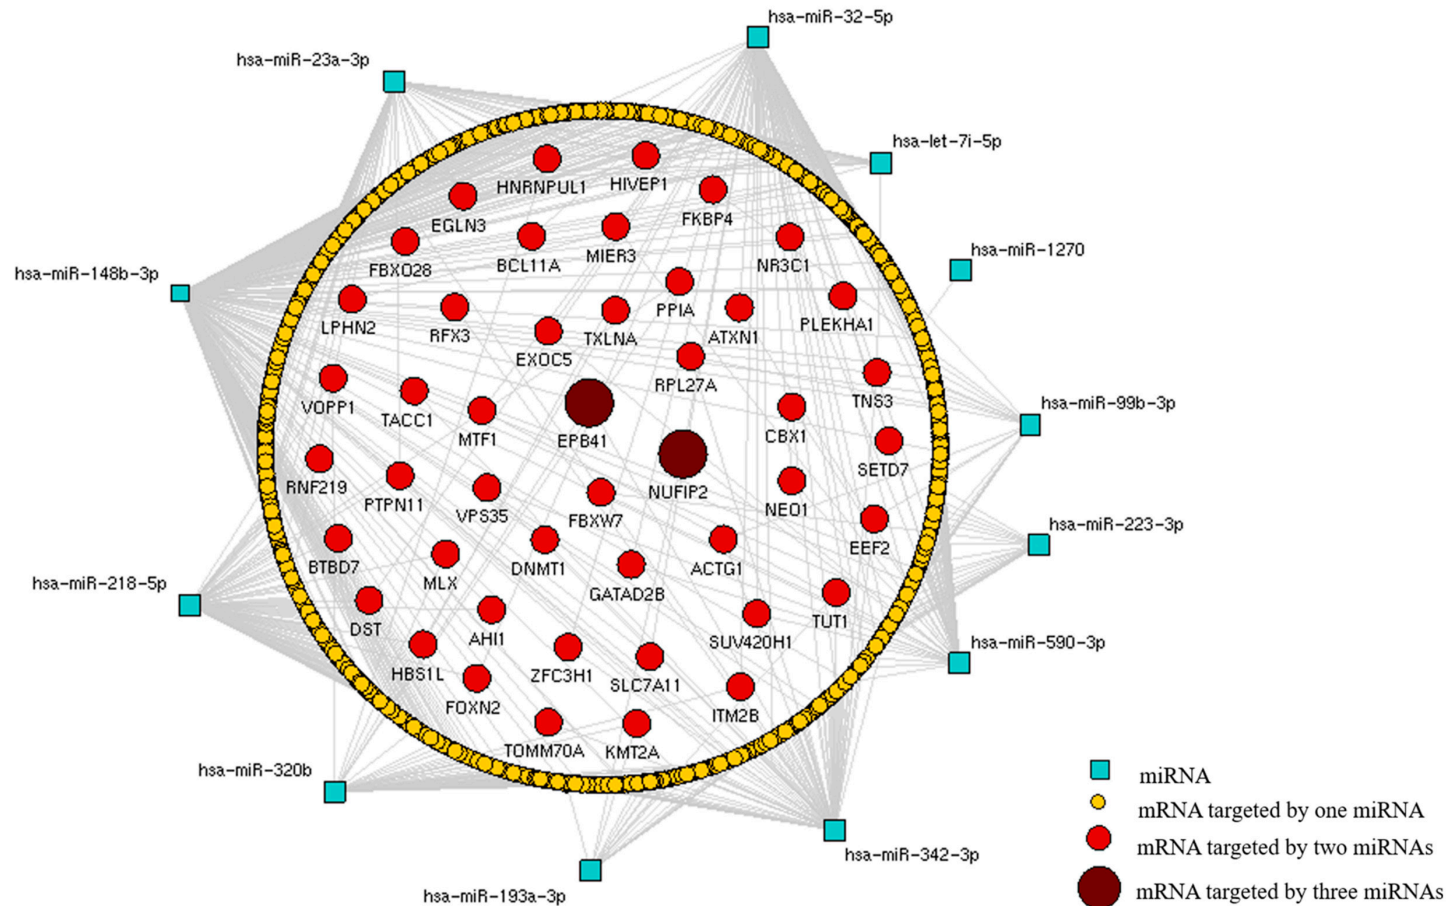 hsa-miR-32-5p
hsa-miR-23a-3p
hsa-let-7i-5p
HNRNPUL1
HIVEP1
FKBP4
EGLN3
MIER3
hsa-miR-1270
BCL11A
NR3C1
FBXO28
hsa-miR-148b-3p
PPIA
LPHN2
RFX3
TXLNA
ATXN1
PLEKHA1
EXOC5
RPL27A
hsa-miR-99b-3p
TNS3
VOPP1
TACC1
MTF1
EPB41
CBX1
SETD7
RNF219
PTPN11
NUFIP2
VPS35
FBXW7
NEO1
hsa-miR-223-3p
EEF2
BTBD7
DNMT1
ACTG1
hsa-miR-218-5p
MLX
GATAD2B
TUT1
DST
AHI1
SUV420H1
hsa-miR-590-3p
HBS1L
ZFC3H1
SLC7A11
FOXN2
ITM2B
TOMM70A
KMT2A
hsa-miR-320b
hsa-miR-342-3p
hsa-miR-193a-3p
miRNA
mRNA targeted by one miRNA
mRNA targeted by two miRNAs
mRNA targeted by three miRNAs